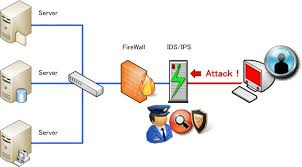 Server
FireWall
IDS/IPS
Attack !
Server
Server